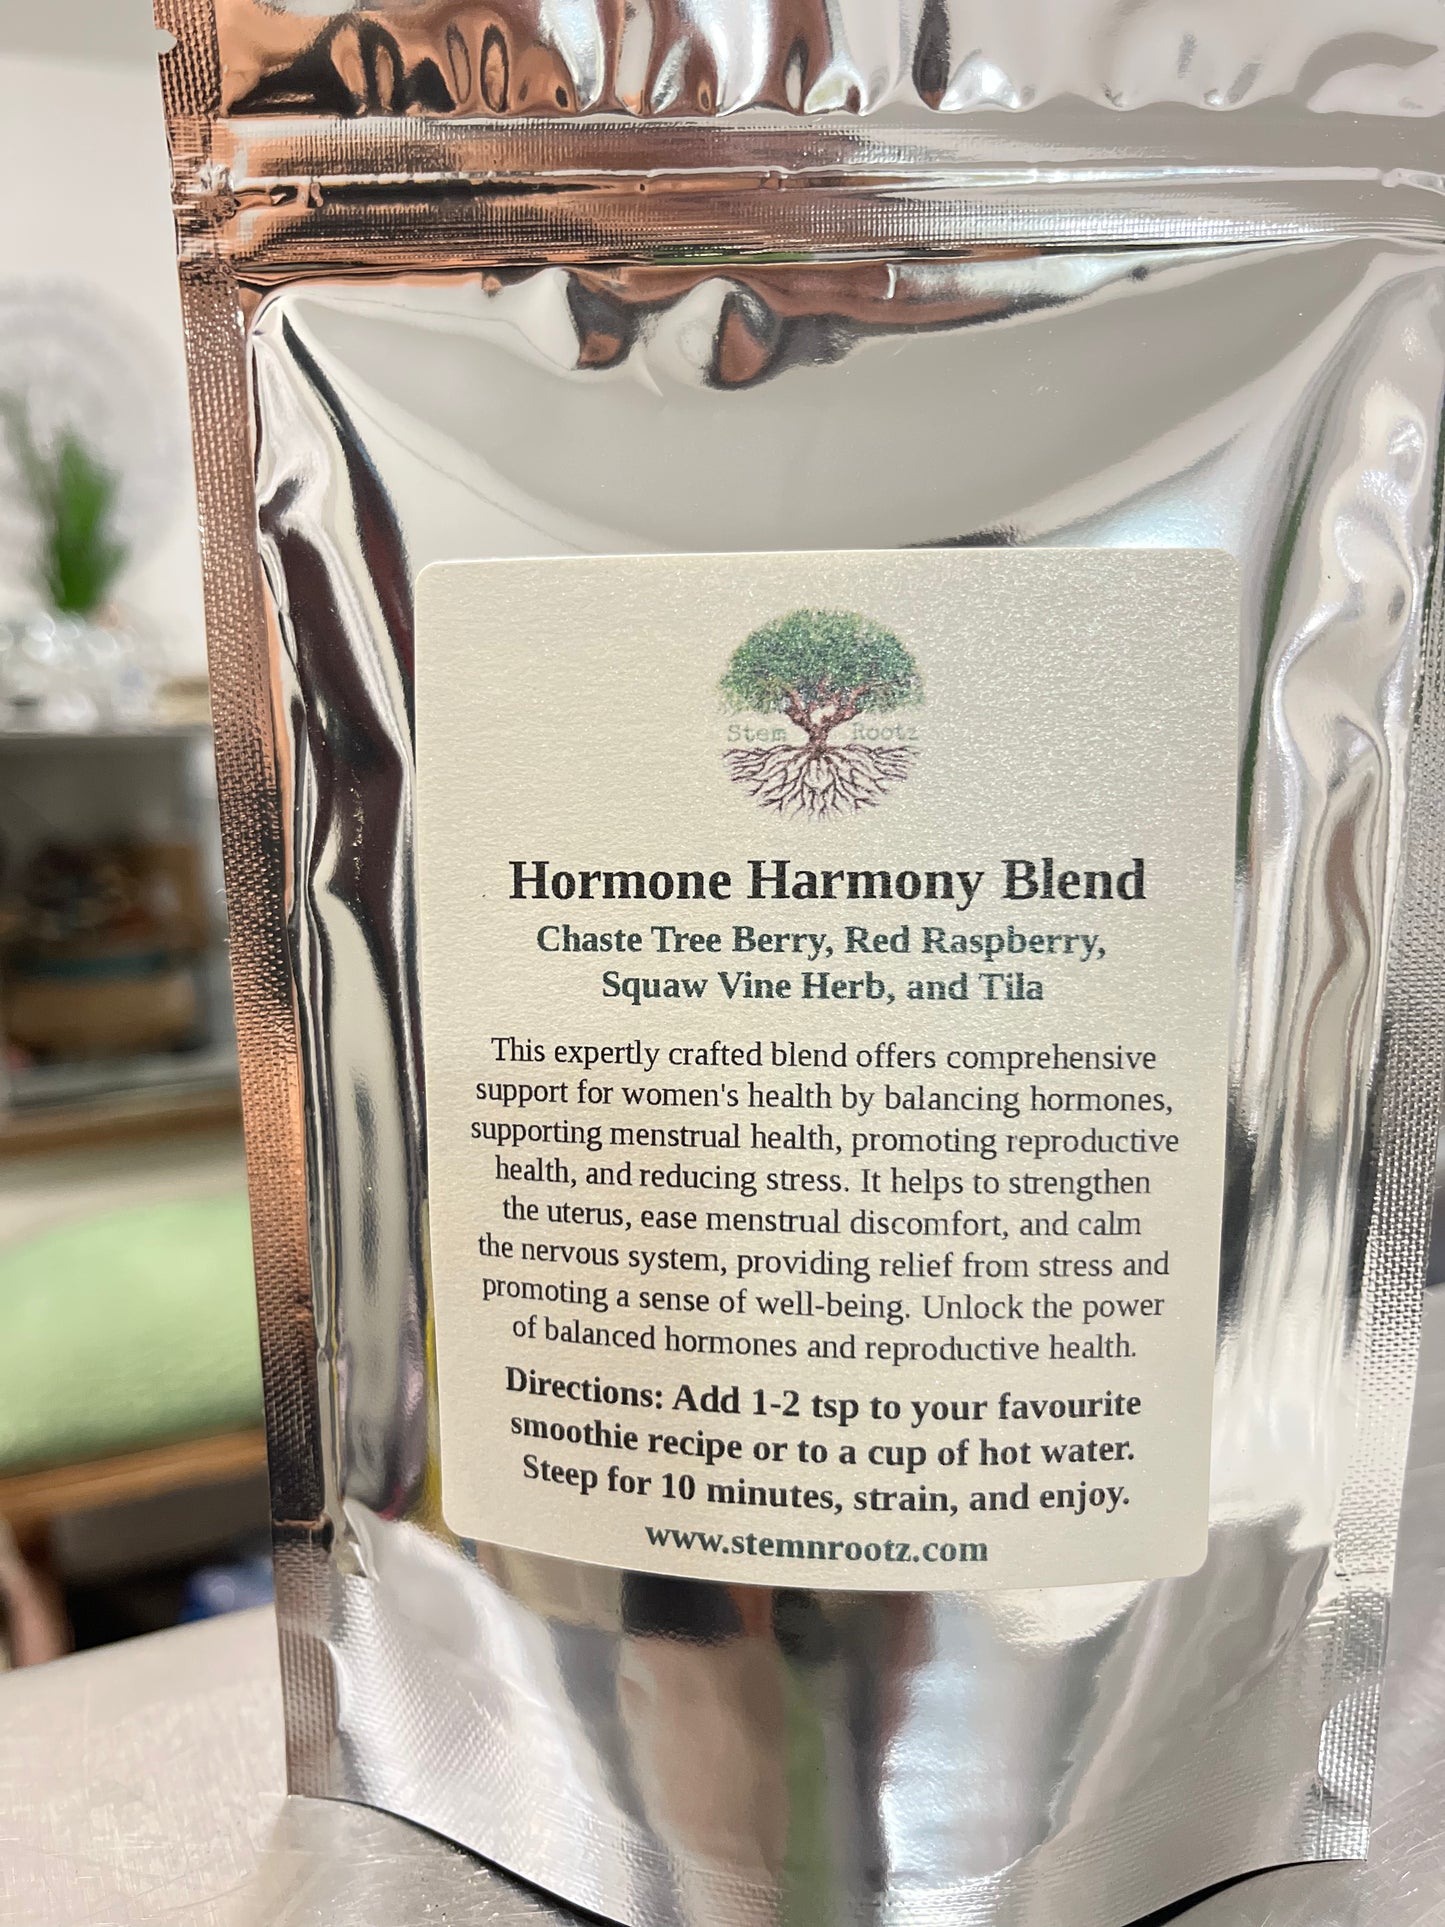 Stem Rootz
Hormone Harmony Blend
Chaste Tree Berry, Red Raspberry,
Squaw Vine Herb, and Tila
This expertly crafted blend offers comprehensive
support for women's health by balancing hormones,
supporting menstrual health, promoting reproductive
health, and reducing stress. It helps to strengthen
the uterus, ease menstrual discomfort, and calm
the nervous system, providing relief from stress and
promoting a sense of well-being. Unlock the power
of balanced hormones and reproductive health.
Directions: Add 1-2 tsp to your favourite
smoothie recipe or to a cup of hot water.
Steep for 10 minutes, strain, and enjoy.
www.stemnrootz.com